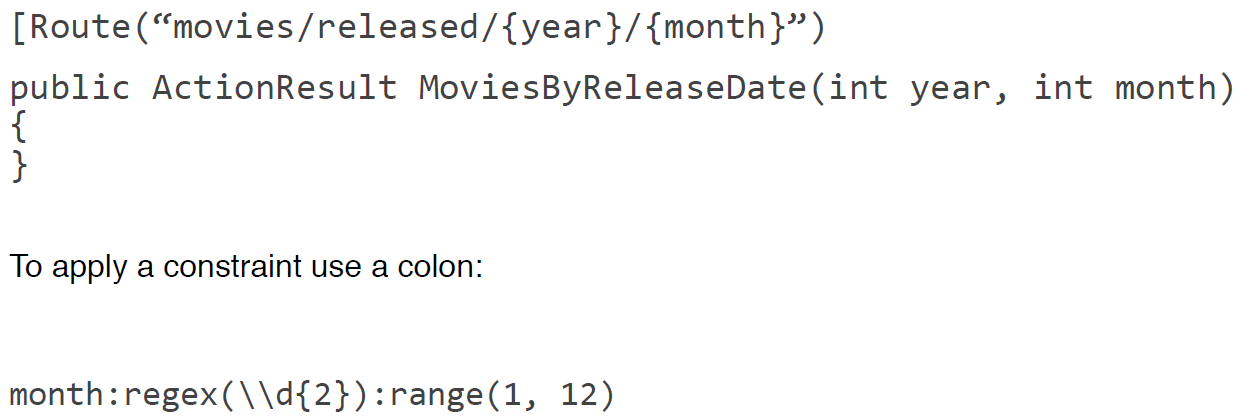 [Route(“movies/released/{year}/{month}”)
public ActionResult MoviesByReleaseDate(int year, int month)
{
}
To apply a constraint use a colon:
month:regex(\\d{2}):range(1, 12)